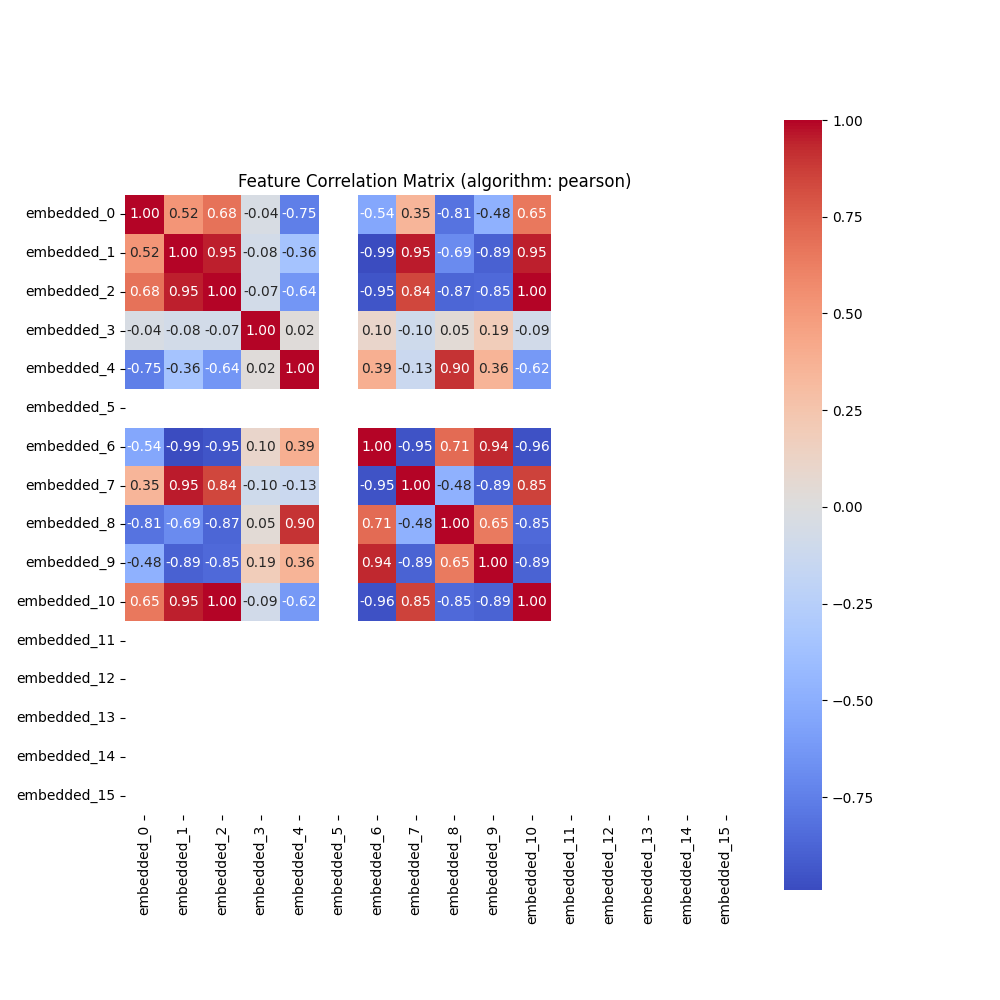 Feature Correlation Matrix (algorithm: pearson)
embedded_0 1.00 0.52 0.68 -0.04 -0.75 -0.54 0.35 -0.81 -0.48 0.65
embedded_1 0.52 1.00 0.95 -0.08 -0.36 -0.99 0.95 -0.69 -0.89 0.95
embedded_2 0.68 0.95 1.00 -0.07 -0.64 -0.95 0.84 -0.87 -0.85 1.00
embedded_3 -0.04 -0.08 -0.07 1.00 0.02 0.10 -0.10 0.05 0.19 -0.09
embedded_4 -0.75 -0.36 -0.64 0.02 1.00 0.39 -0.13 0.90 0.36 -0.62
embedded_5
embedded_6 -0.54 -0.99 -0.95 0.10 0.39 1.00 -0.95 0.71 0.94 -0.96
embedded_7 0.35 0.95 0.84 -0.10 -0.13 -0.95 1.00 -0.48 -0.89 0.85
embedded_8 -0.81 -0.69 -0.87 0.05 0.90 0.71 -0.48 1.00 0.65 -0.85
embedded_9 -0.48 -0.89 -0.85 0.19 0.36 0.94 -0.89 0.65 1.00 -0.89
embedded_10 0.65 0.95 1.00 -0.09 -0.62 -0.96 0.85 -0.85 -0.89 1.00
embedded_11
embedded_12
embedded_13
embedded_14
embedded_15
embedded_0
embedded_1
embedded_2
embedded_3
embedded_4
embedded_5
embedded_6
embedded_7
embedded_8
embedded_9
embedded_10
embedded_11
embedded_12
embedded_13
embedded_14
embedded_15
1.00
0.75
0.50
0.25
0.00
−0.25
−0.50
−0.75